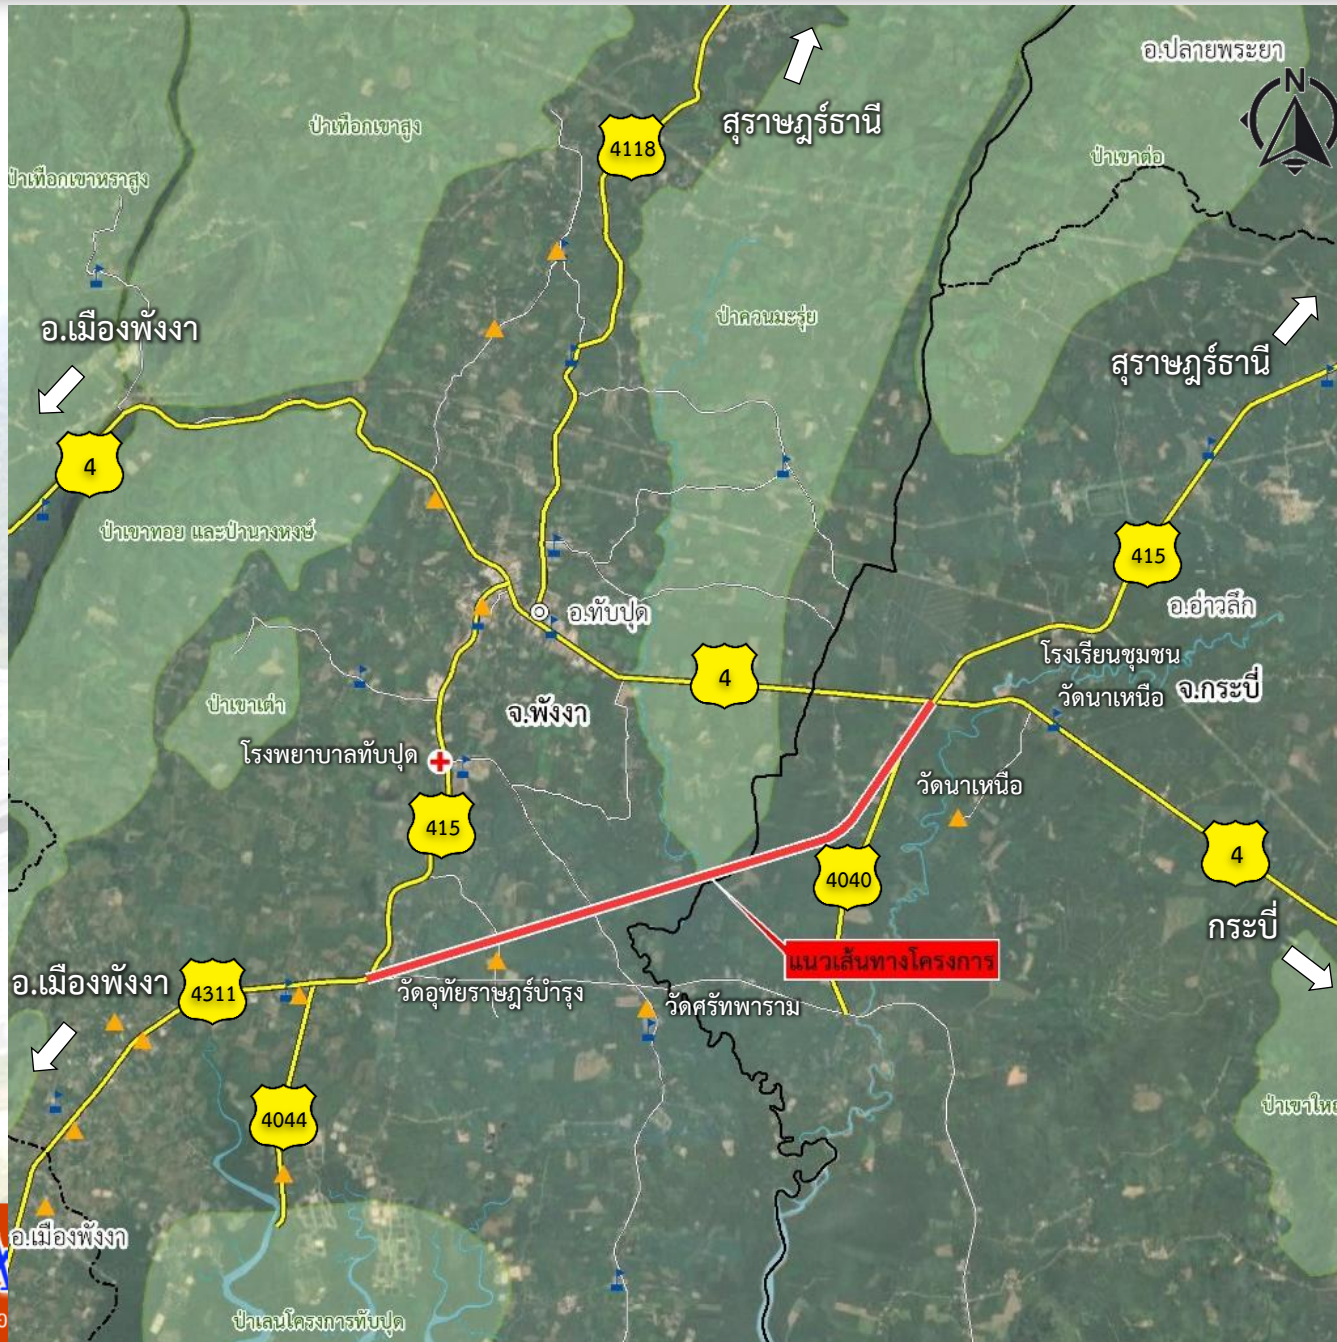 อ.ปลายพระยา
N
ป่าเทือกเขาสูง
4118
สุราษฎร์ธานี
ป่าเขาต่อ
ป่าเทือกเขาหราสูง
อ.เมืองพังงา
ป่าควนมะรุ่ย
สุราษฎร์ธานี
4
ป่าเขาทอย และป่านางหงษ์
415
อ.ทับปุด
อ.อ่าวลึก
4
โรงเรียนชุมชน
วัดนาเหนือ
จ.กระบี่
ป่าเขาเต่า
จ.พังงา
โรงพยาบาลทับปุด
วัดนาเหนือ
415
4040
4
กระบี่
แนวเส้นทางโครงการ
อ.เมืองพังงา
4311
วัดอุทัยราษฎร์บำรุง
วัดศรัทพาราม
4044
ป่าเขาใหญ
อ.เมืองพังงา
ป่าเลนโครงการทับปุด